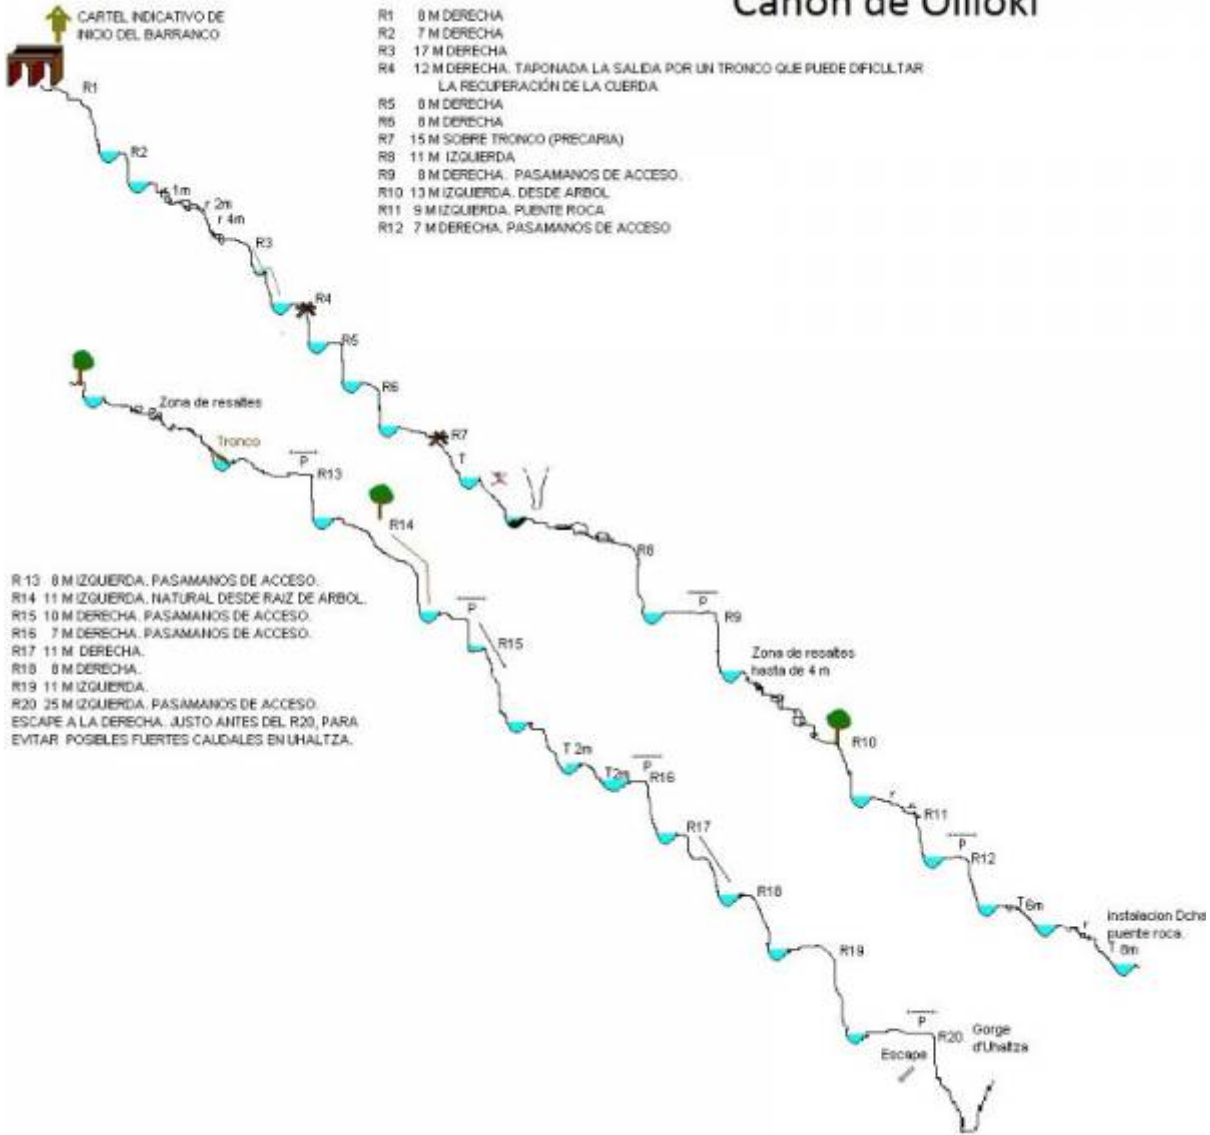 Cañón de Ollloki
CARTEL INDICATIVO DE
INICIO DEL BARRANCO
R1 8 M DERECHA
R2 7 M DERECHA
R3 17 M DERECHA
R4 12 M DERECHA. TAPONADA LA SALIDA POR UN TRONCO QUE PUEDE DIFICULTAR
LA RECUPERACIÓN DE LA CUERDA
R5 8 M DERECHA
R6 8 M DERECHA
R7 15 M SOBRE TRONCO (PRECARIA)
R8 11 M IZQUIERDA
R9 8 M DERECHA. PASAMANOS DE ACCESO.
R10 13 M IZQUIERDA. DESDE ARBOL
R11 9 M IZQUIERDA. PUENTE ROCA
R12 7 M DERECHA. PASAMANOS DE ACCESO
R1
R2
r 1m
r 2m
r 4m
R3
R4
R5
R6
R7
T
R8
P
R9
Zona de resaltes
hasta de 4 m
R10
r
R11
P
R12
T6m
r
instalacion Dcha
puente roca.
T 8m
Zona de resaltes
Tronco
P
R13
R14
P
R15
T 2m
T2m
P
R16
R17
R18
R19
P
R20
Gorge
d'Uhaltza
Escape
R 13 8 M IZQUIERDA. PASAMANOS DE ACCESO.
R14 11 M IZQUIERDA. NATURAL DESDE RAIZ DE ARBOL.
R15 10 M DERECHA. PASAMANOS DE ACCESO.
R16 7 M DERECHA. PASAMANOS DE ACCESO.
R17 11 M DERECHA.
R18 8 M DERECHA.
R19 11 M IZQUIERDA.
R20 25 M IZQUIERDA. PASAMANOS DE ACCESO.
ESCAPE A LA DERECHA. JUSTO ANTES DEL R20, PARA
EVITAR POSIBLES FUERTES CAUDALES EN UHALTZA.